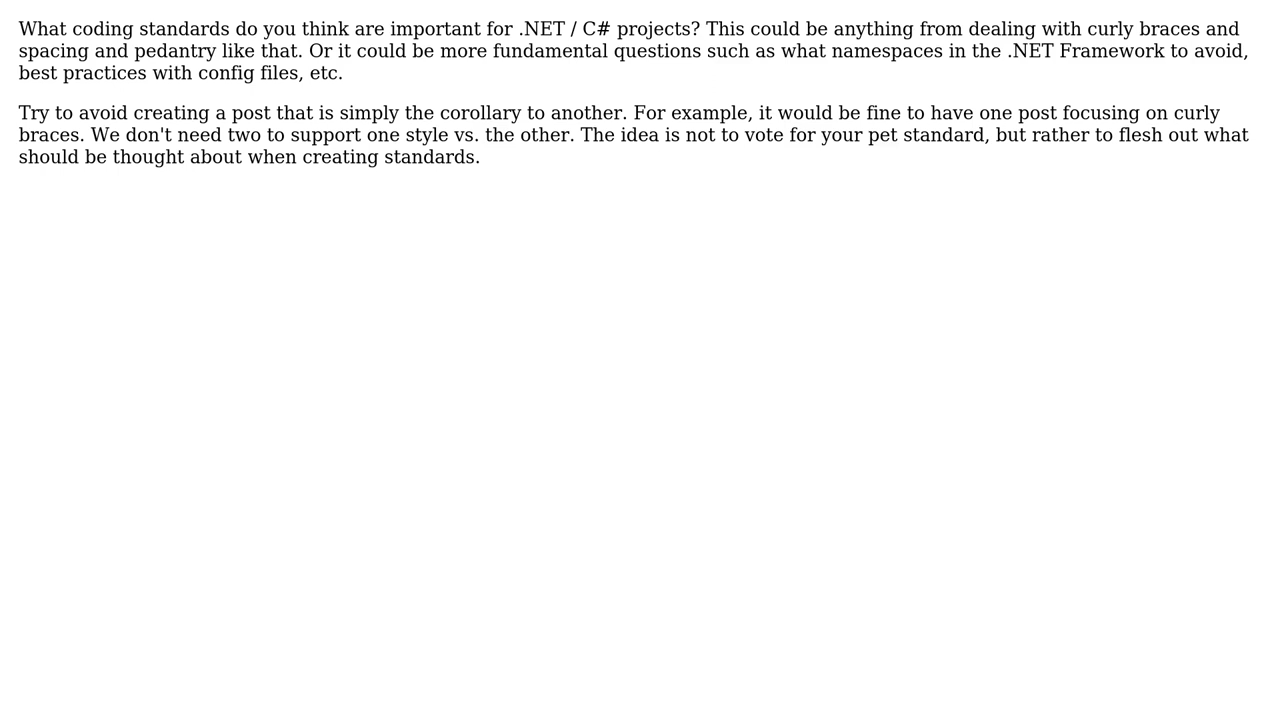 What coding standards do you think are important for .NET / C# projects? This could be anything from dealing with curly braces and
spacing and pedantry like that. Or it could be more fundamental questions such as what namespaces in the .NET Framework to avoid,
best practices with config files, etc.
Try to avoid creating a post that is simply the corollary to another. For example, it would be fine to have one post focusing on curly
braces. We don't need two to support one style vs. the other. The idea is not to vote for your pet standard, but rather to flesh out what
should be thought about when creating standards.